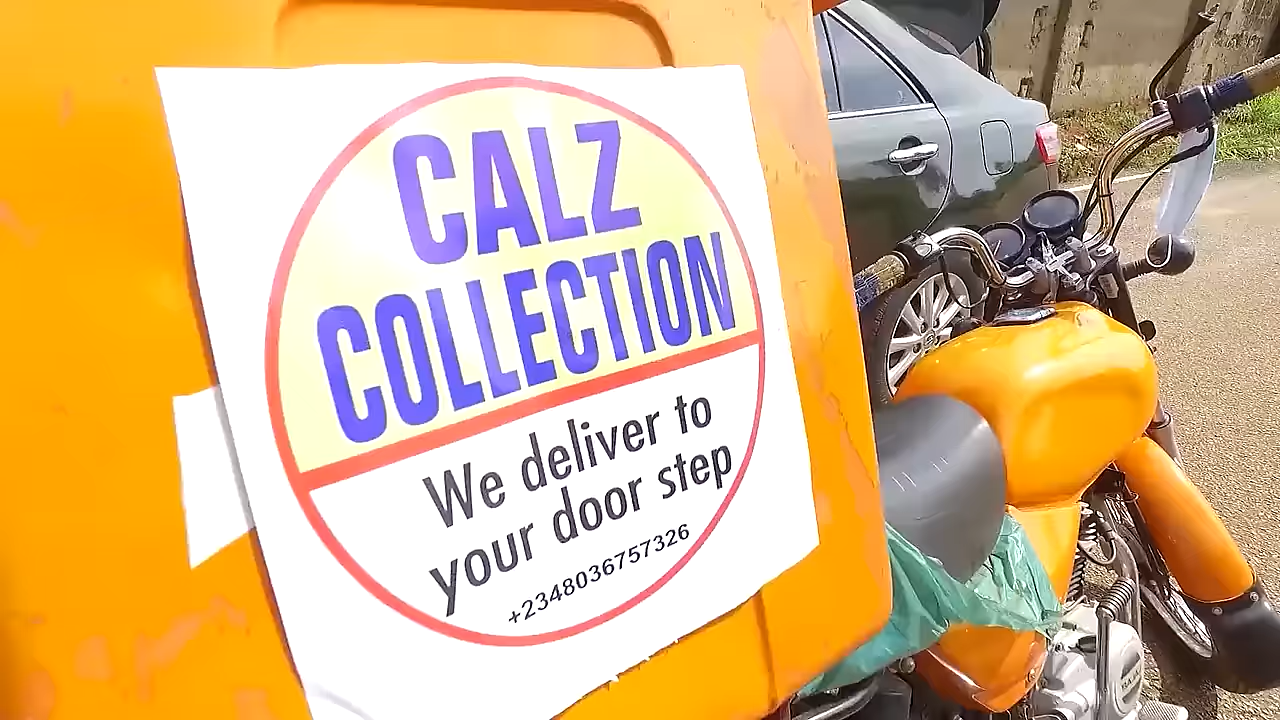 CALZ
COLLECTION
We deliver to
your door step
+2348036757326